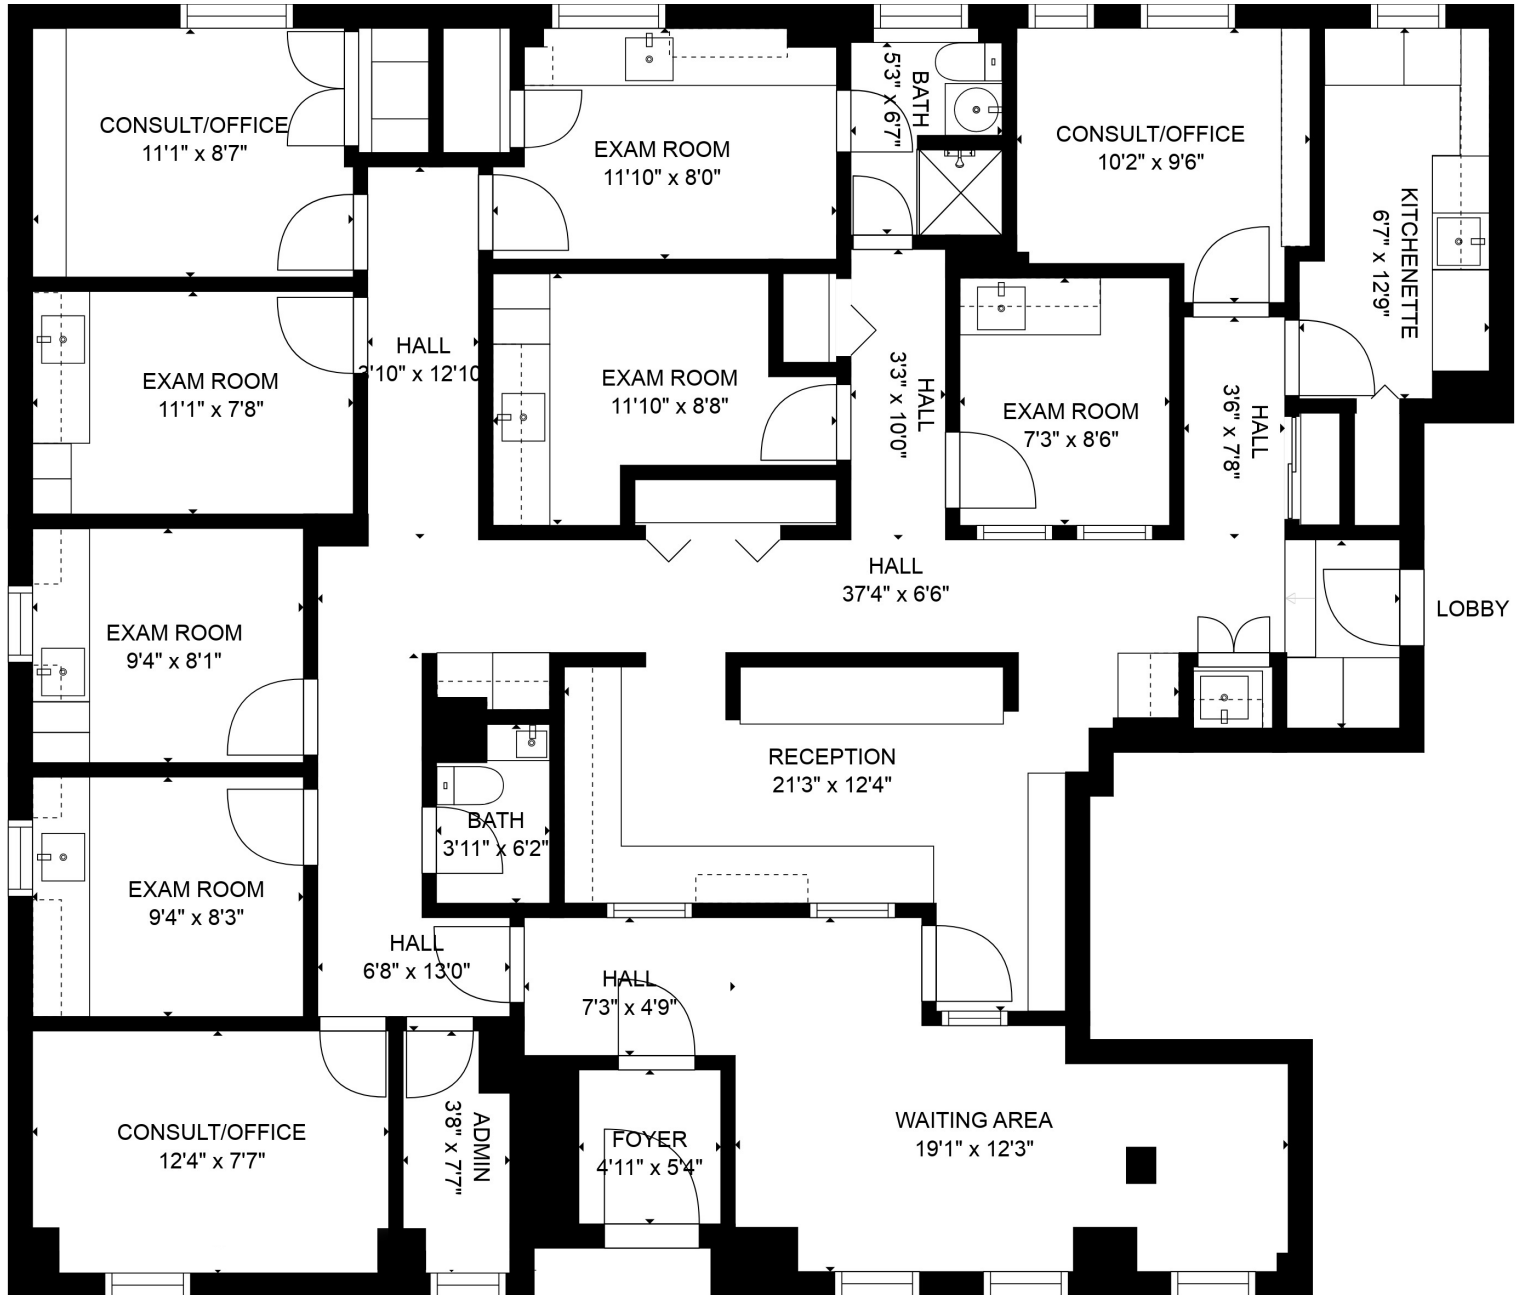 CONSULT/OFFICE
11'1" x 8'7"
EXAM ROOM
11'10" x 8'0"
BATH
5'3" x 6'7"
CONSULT/OFFICE
10'2" x 9'6"
KITCHENETTE
6'7" x 12'9"
EXAM ROOM
11'1" x 7'8"
HALL
3'10" x 12'10
EXAM ROOM
11'10" x 8'8"
HALL
3'3" x 10'0"
EXAM ROOM
7'3" x 8'6"
HALL
3'6" x 7'8"
HALL
37'4" x 6'6"
LOBBY
EXAM ROOM
9'4" x 8'1"
RECEPTION
21'3" x 12'4"
BATH
3'11" x 6'2"
EXAM ROOM
9'4" x 8'3"
HALL
6'8" x 13'0"
HALL
7'3" x 4'9"
CONSULT/OFFICE
12'4" x 7'7"
ADMIN
3'8" x 7'7"
FOYER
4'11" x 5'4"
WAITING AREA
19'1" x 12'3"